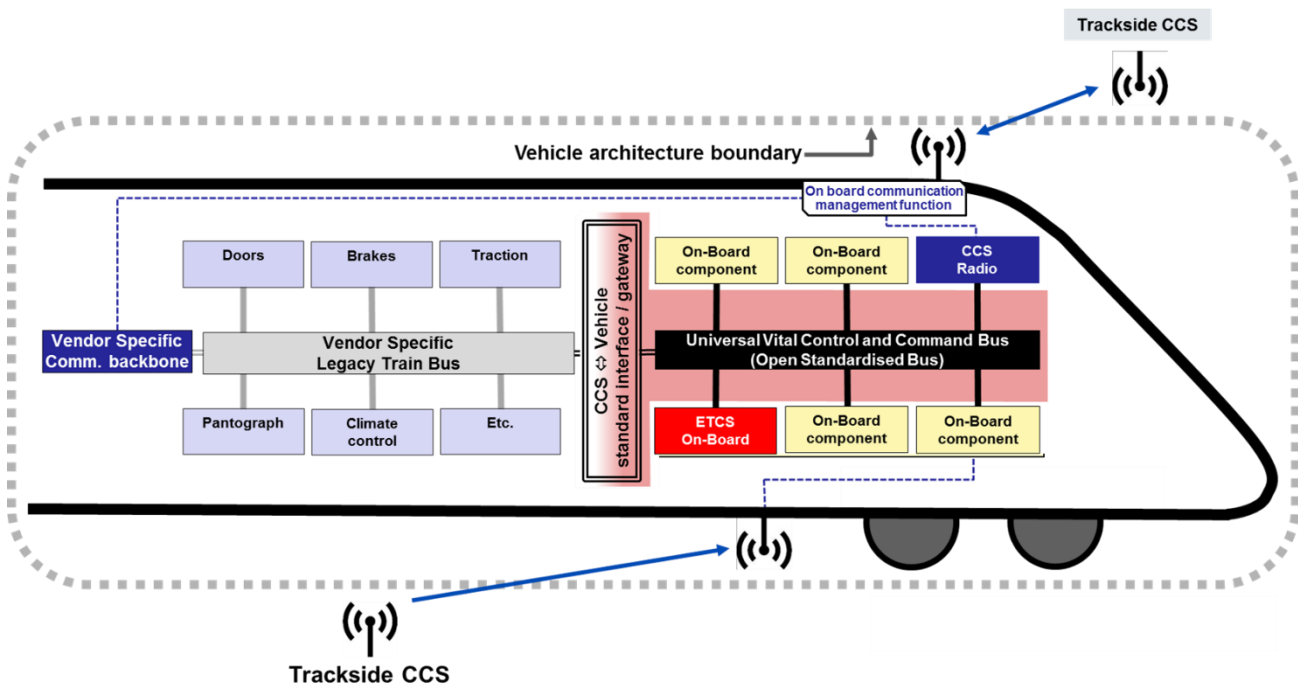 Trackside CCS
Vehicle architecture boundary
On board communication
management function
Doors
Brakes
Traction
CCS ⇔ Vehicle
standard interface / gateway
On-Board
component
On-Board
component
CCS
Radio
Vendor Specific
Comm. backbone
Vendor Specific
Legacy Train Bus
Universal Vital Control and Command Bus
(Open Standardised Bus)
Pantograph
Climate
control
Etc.
ETCS
On-Board
On-Board
component
On-Board
component
Trackside CCS